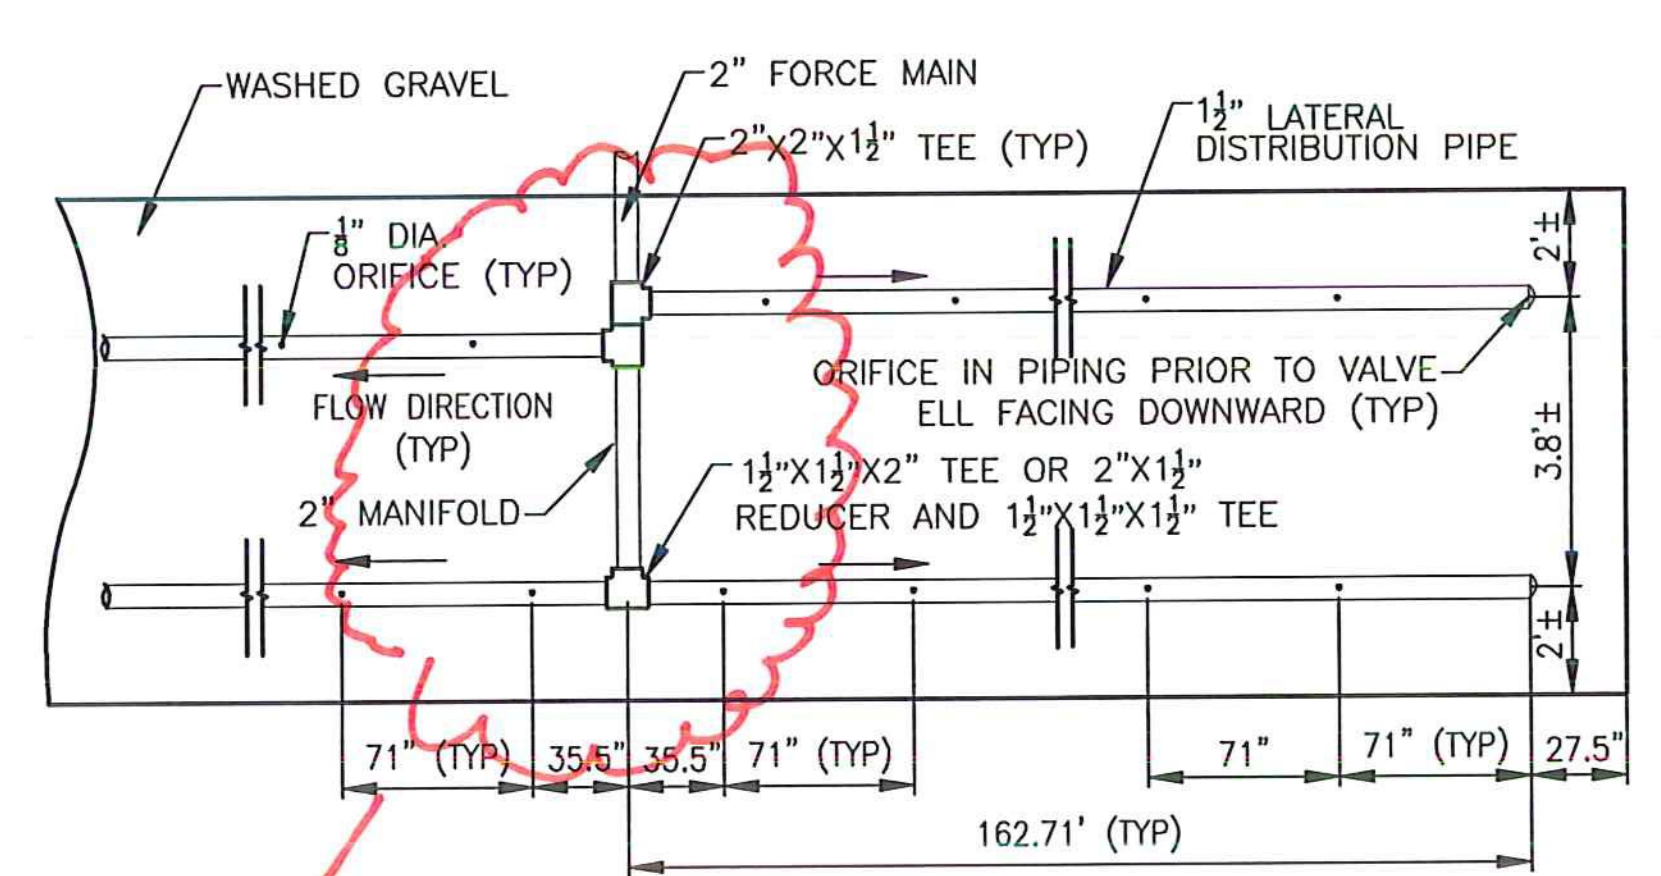 2" FORCE MAIN
WASHED GRAVEL
1½" LATERAL
DISTRIBUTION PIPE
2"X2"X1½" TEE (TYP)
⅛" DIA.
ORIFICE (TYP)
2'±
ORIFICE IN PIPING PRIOR TO VALVE
ELL FACING DOWNWARD (TYP)
FLOW DIRECTION
(TYP)
3.8'±
1½"X1½"X2" TEE OR 2"X1½"
REDUCER AND 1½"X1½"X1½" TEE
2" MANIFOLD
2'±
71" (TYP)
35.5"
35.5"
71" (TYP)
71"
71" (TYP)
27.5"
162.71' (TYP)